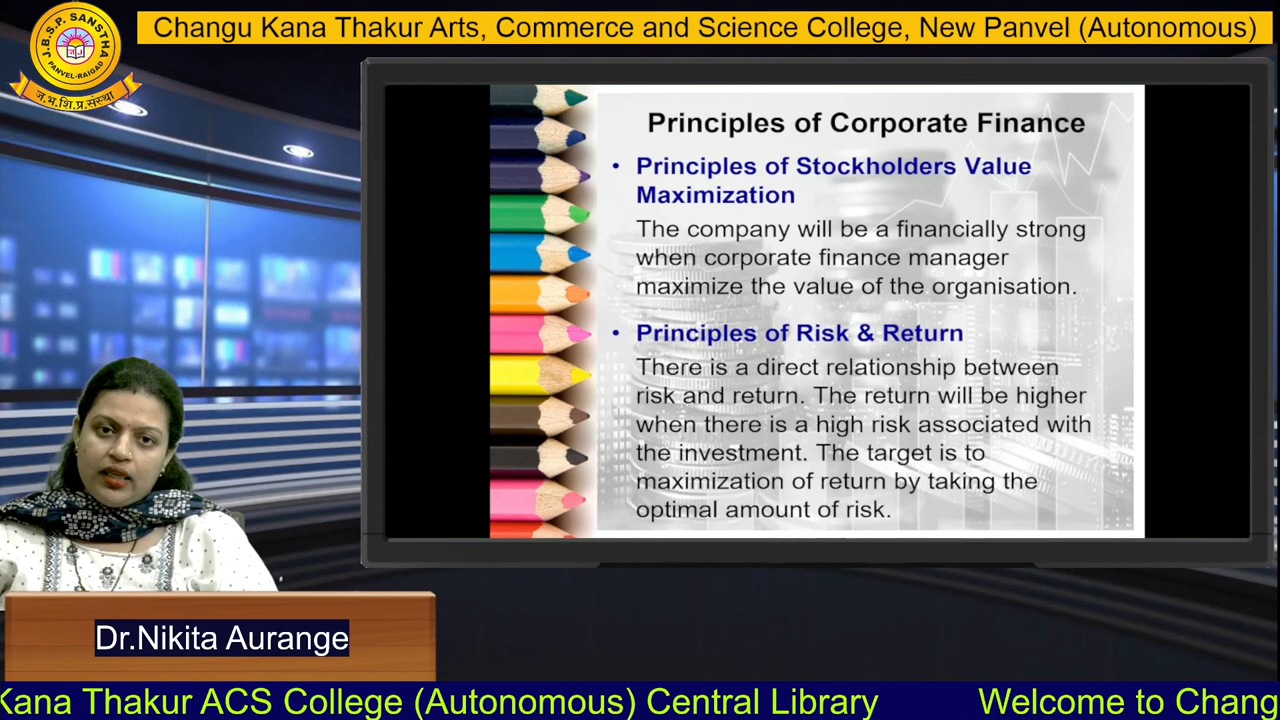 Changu Kana Thakur Arts, Commerce and Science College, New Panvel (Autonomous)
J.B.S.P. SANSTHA
PANVEL-RAIGAD
ज.भ.शि.प्र.संस्था
Principles of Corporate Finance
• Principles of Stockholders Value
Maximization
The company will be a financially strong
when corporate finance manager
maximize the value of the organisation.
• Principles of Risk & Return
There is a direct relationship between
risk and return. The return will be higher
when there is a high risk associated with
the investment. The target is to
maximization of return by taking the
optimal amount of risk.
Dr.Nikita Aurange
Kana Thakur ACS College (Autonomous) Central Library Welcome to Chang